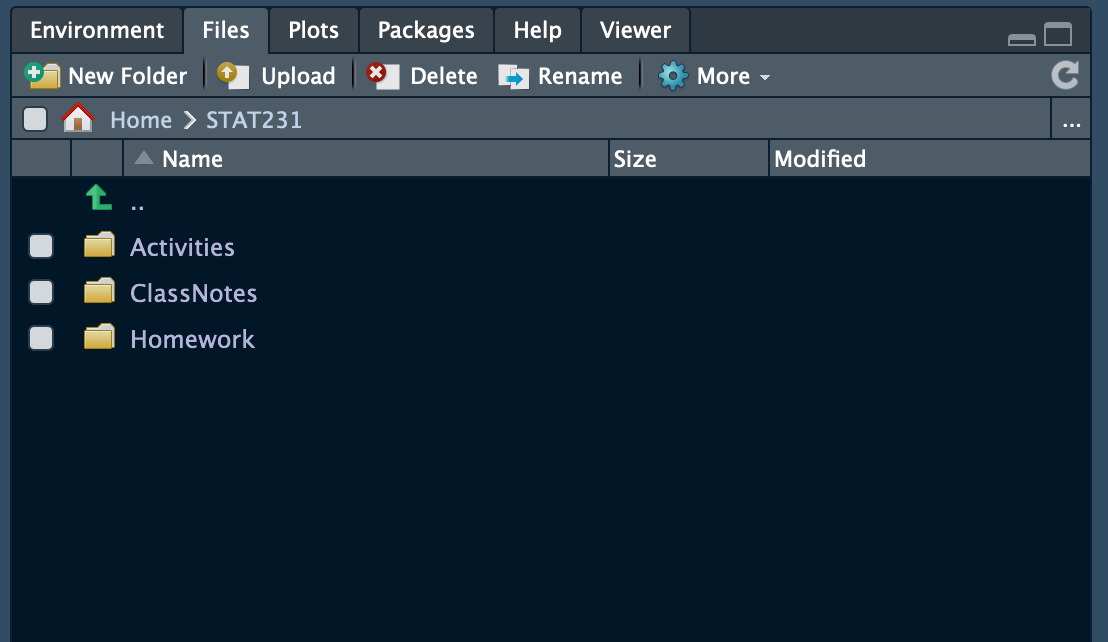 Environment Files Plots Packages Help Viewer
New Folder Upload Delete Rename More
Home STAT231 ...
Name Size Modified
..
Activities
ClassNotes
Homework